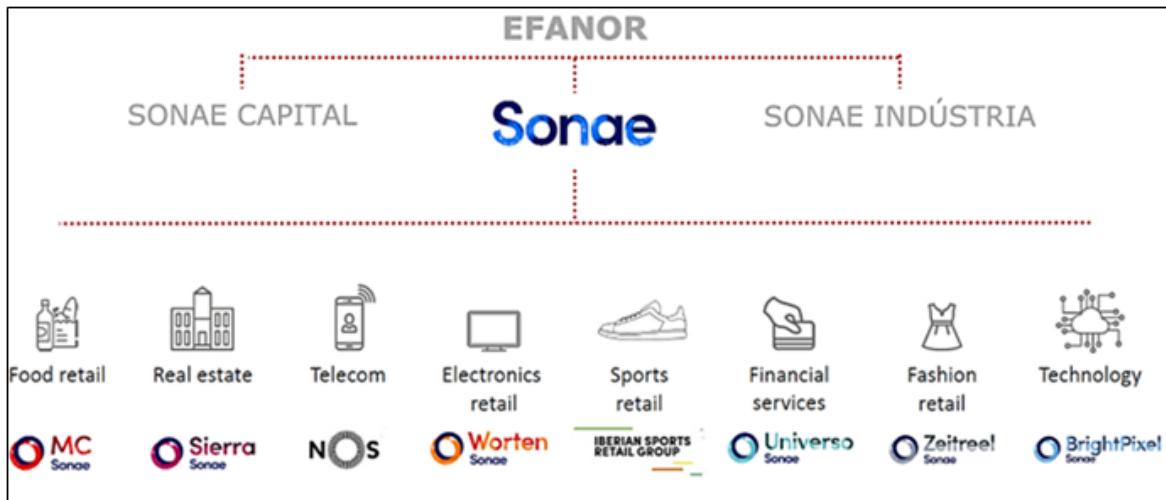 EFANOR
SONAE CAPITAL
Sonae
SONAE INDÚSTRIA
Food retail
Real estate
Telecom
Electronics
retail
Sports
retail
Financial
services
Fashion
retail
Technology
MC
Sonae
Sierra
Sonae
NOS
Worten
Sonae
IBERIAN SPORTS
RETAIL GROUP
Universo
Sonae
Zeitreel
Sonae
BrightPixel
Sonae